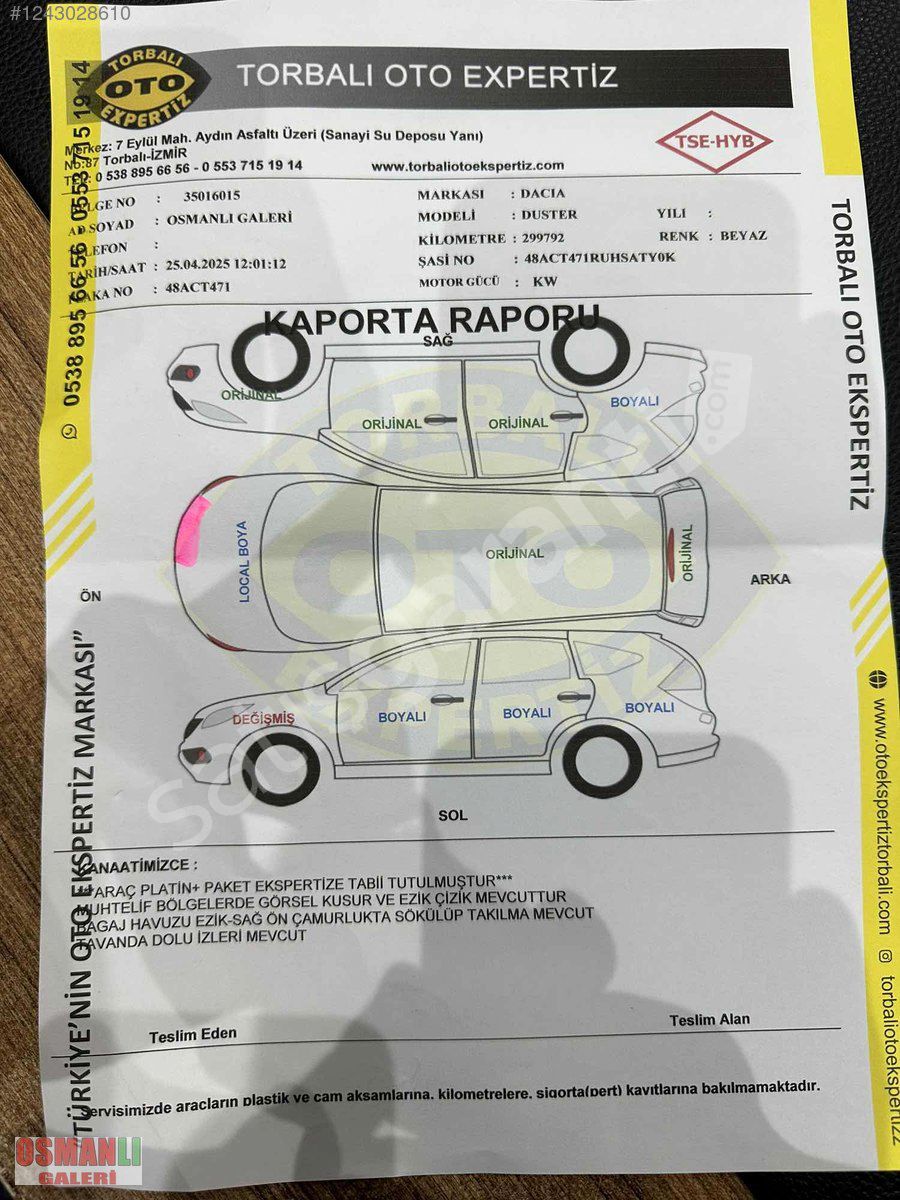 #1243028610
TORBALI
OTO
EXPERTİZ
TORBALI OTO EXPERTİZ
Merkez: 7 Eylül Mah. Aydın Asfaltı Üzeri (Sanayi Su Deposu Yanı)
No:87 Torbalı-İZMİR
TEL: 0 538 895 66 56 - 0 553 715 19 14
www.torbaliotoekspertiz.com
TSE-HYB
BELGE NO : 35016015
AD SOYAD : OSMANLI GALERİ
TELEFON :
TARİH/SAAT : 25.04.2025 12:01:12
PLAKA NO : 48ACT471
MARKASI : DACIA
MODELİ : DUSTER YILI :
KİLOMETRE : 299792 RENK : BEYAZ
ŞASİ NO : 48ACT471RUHSATY0K
MOTOR GÜCÜ : KW
KAPORTA RAPORU
SAĞ
ORİJİNAL
ORİJİNAL
ORİJİNAL
BOYALI
ÖN
LOCAL BOYA
ORİJİNAL
ORİJİNAL
ARKA
DEĞİŞMİŞ
BOYALI
BOYALI
BOYALI
SOL
TORBALI
OTO
EXPERTİZ
sahibinden.com
KANAATİMİZCE :
***ARAÇ PLATİN+ PAKET EKSPERTİZE TABİİ TUTULMUŞTUR***
MUHTELİF BÖLGELERDE GÖRSEL KUSUR VE EZİK ÇİZİK MEVCUTTUR
BAGAJ HAVUZU EZİK-SAĞ ÖN ÇAMURLUKTA SÖKÜLÜP TAKILMA MEVCUT
TAVANDA DOLU İZLERİ MEVCUT
Teslim Eden
Teslim Alan
Servisimizde araçların plastik ve cam aksamlarına, kilometrelere, sigorta(pert) kayıtlarına bakılmamaktadır.
0538 895 66 56 - 0 553 715 19 14
"TÜRKİYE'NİN OTO EKSPERTİZ MARKASI"
TORBALI OTO EKSPERTİZ
www.otoekspertiztorbali.com
torbaliotoekspertiz
OSMANLI
GALERİ